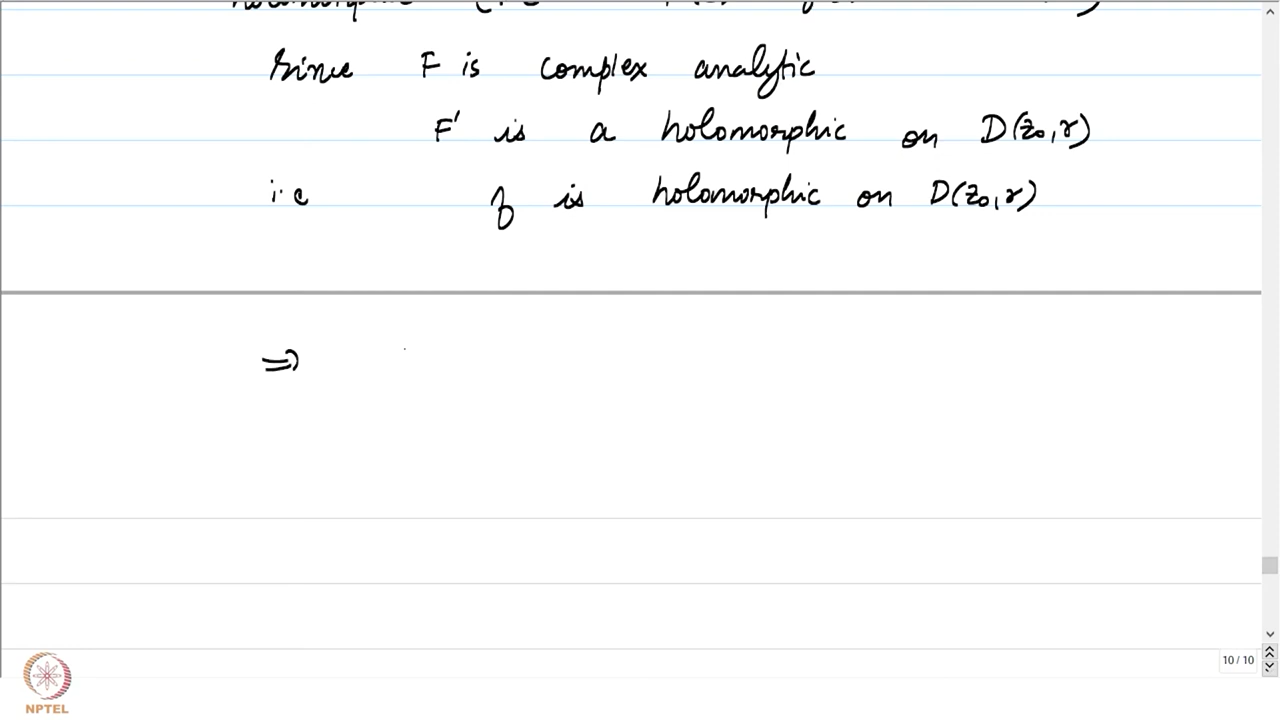 since F is complex analytic
F' is a holomorphic on D(z₀,r)
i.e f is holomorphic on D(z₀,r)
⇒
10 / 10
NPTEL